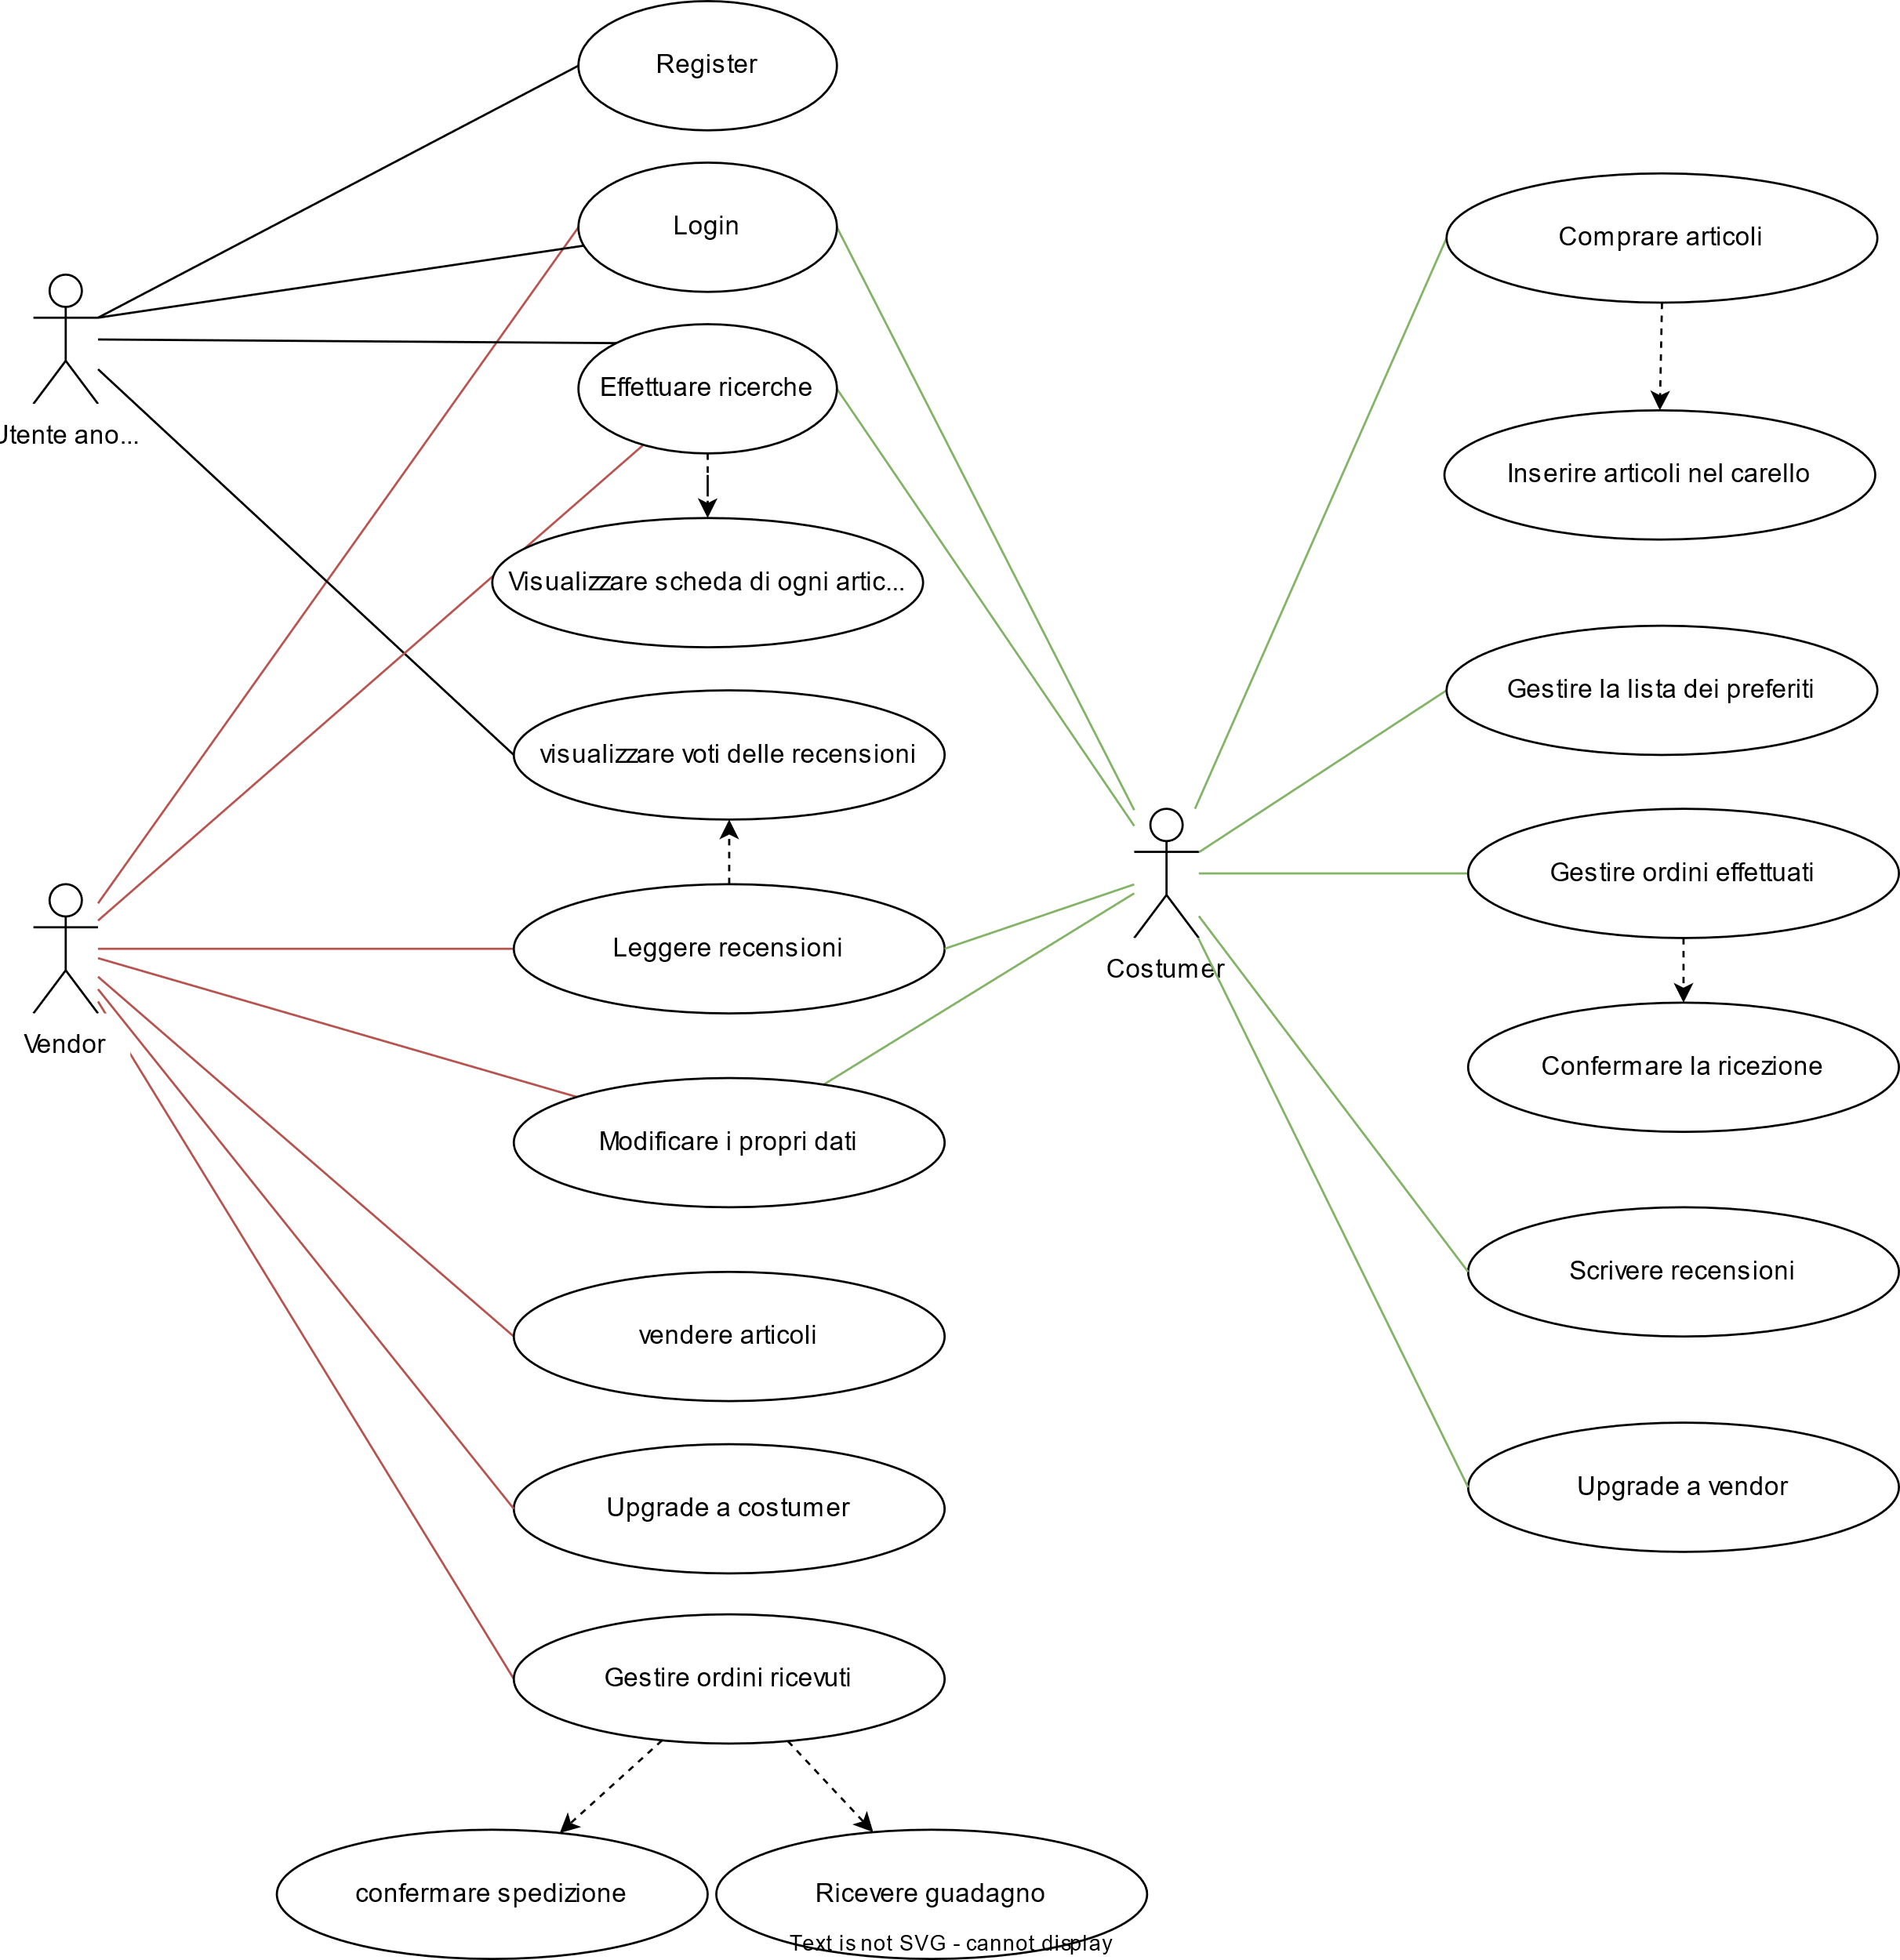 Register
Login
Comprare articoli
Effettuare ricerche
Utente ano...
Inserire articoli nel carello
Visualizzare scheda di ogni artic...
Gestire la lista dei preferiti
visualizzare voti delle recensioni
Gestire ordini effettuati
Leggere recensioni
Costumer
Vendor
Confermare la ricezione
Modificare i propri dati
Scrivere recensioni
vendere articoli
Upgrade a vendor
Upgrade a costumer
Gestire ordini ricevuti
confermare spedizione
Ricevere guadagno
Text is not SVG - cannot display